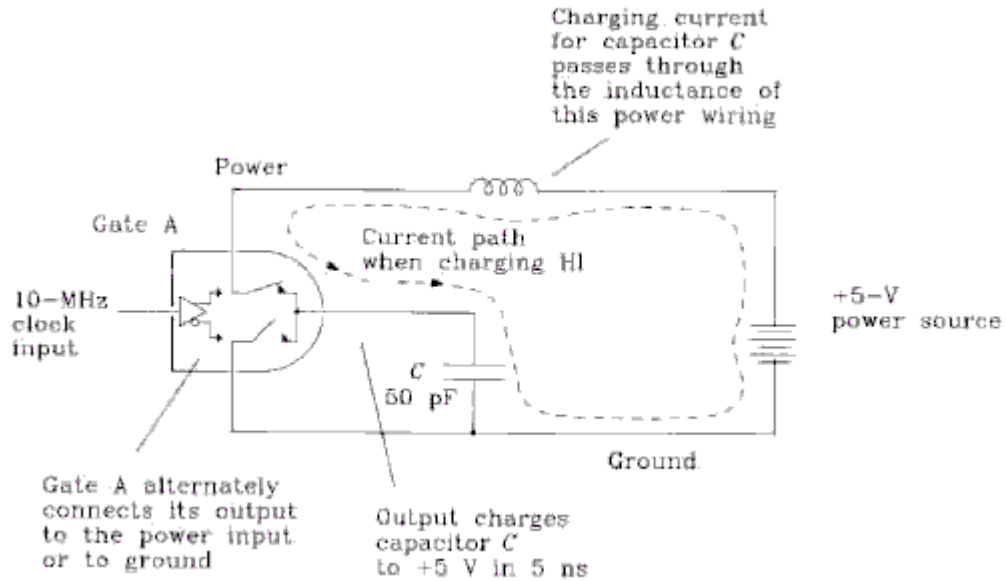 Charging current
for capacitor C
passes through
the inductance of
this power wiring
Power
Gate A
Current path
when charging HI
10-MHz
clock
input
+5-V
power source
C
50 pF
Ground
Gate A alternately
connects its output
to the power input
or to ground
Output charges
capacitor C
to +5 V in 5 ns